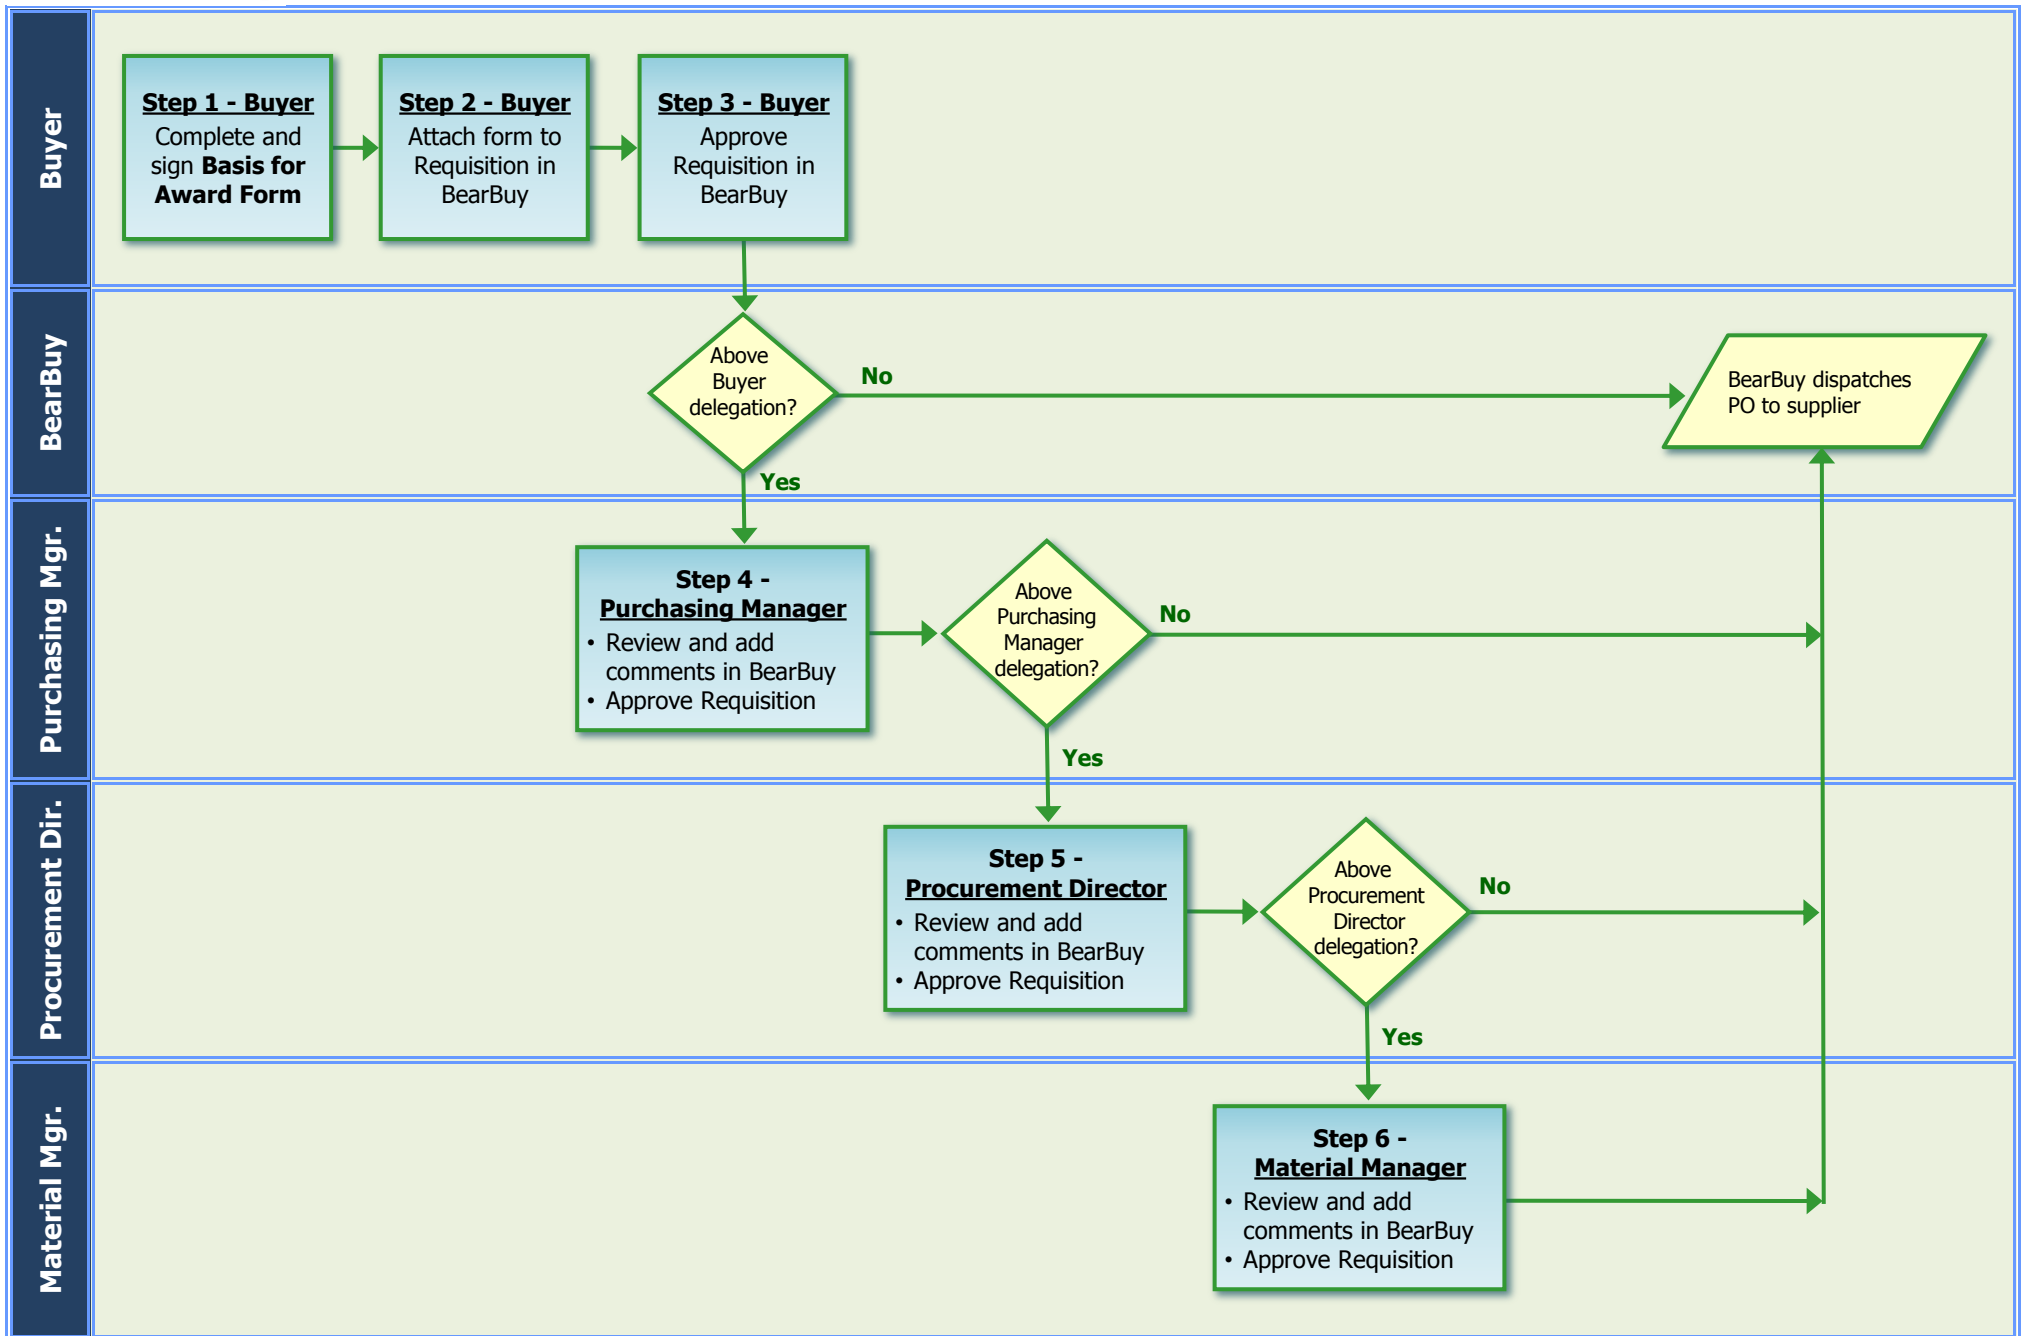 Buyer
Step 1 - Buyer
Complete and
sign Basis for
Award Form
Step 2 - Buyer
Attach form to
Requisition in
BearBuy
Step 3 - Buyer
Approve
Requisition in
BearBuy
BearBuy
Above
Buyer
delegation?
No
Yes
BearBuy dispatches
PO to supplier
Purchasing Mgr.
Step 4 -
Purchasing Manager
• Review and add
comments in BearBuy
• Approve Requisition
Above
Purchasing
Manager
delegation?
No
Yes
Procurement Dir.
Step 5 -
Procurement Director
• Review and add
comments in BearBuy
• Approve Requisition
Above
Procurement
Director
delegation?
No
Yes
Material Mgr.
Step 6 -
Material Manager
• Review and add
comments in BearBuy
• Approve Requisition